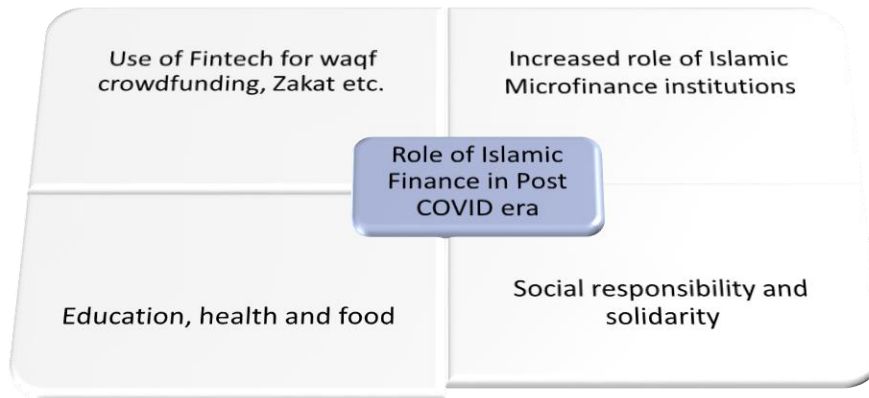 Use of Fintech for waqf
crowdfunding, Zakat etc.
Increased role of Islamic
Microfinance institutions
Role of Islamic
Finance in Post
COVID era
Education, health and food
Social responsibility and
solidarity